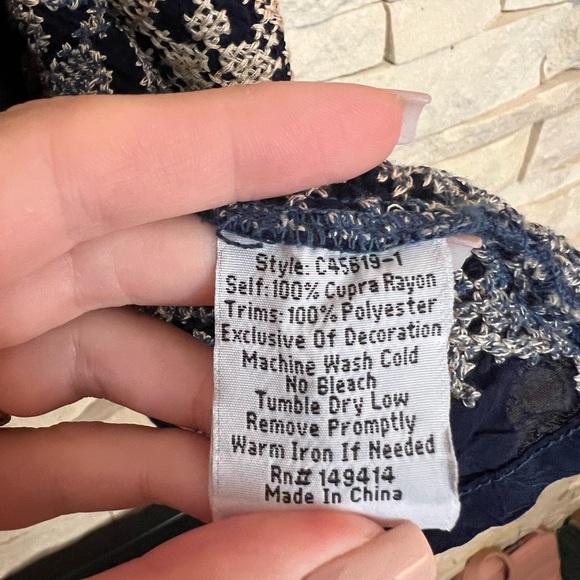 Style: C45619-1
Self: 100% Cupra Rayon
Trims: 100% Polyester
Exclusive Of Decoration
Machine Wash Cold
No Bleach
Tumble Dry Low
Remove Promptly
Warm Iron If Needed
Rn# 149414
Made In China